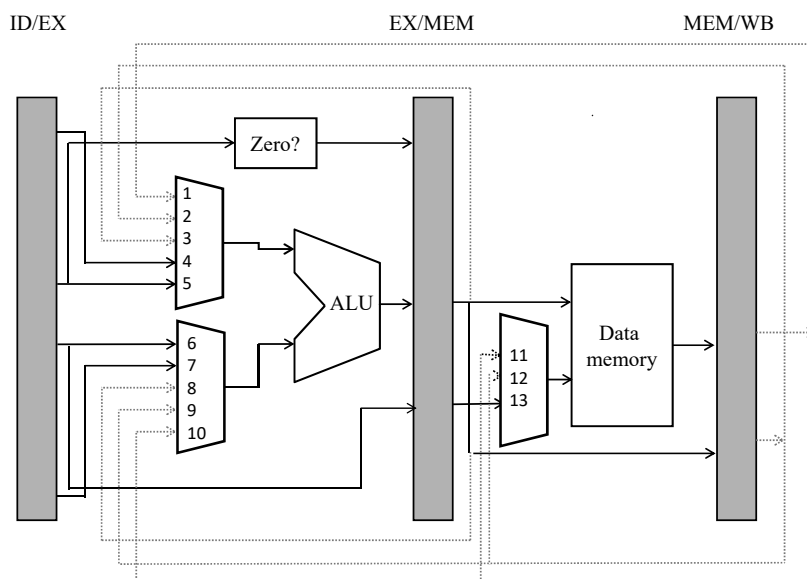 ID/EX EX/MEM MEM/WB
Zero?
1
2
3
4
5
ALU
6
7
8
9
10
11
12
13
Data
memory